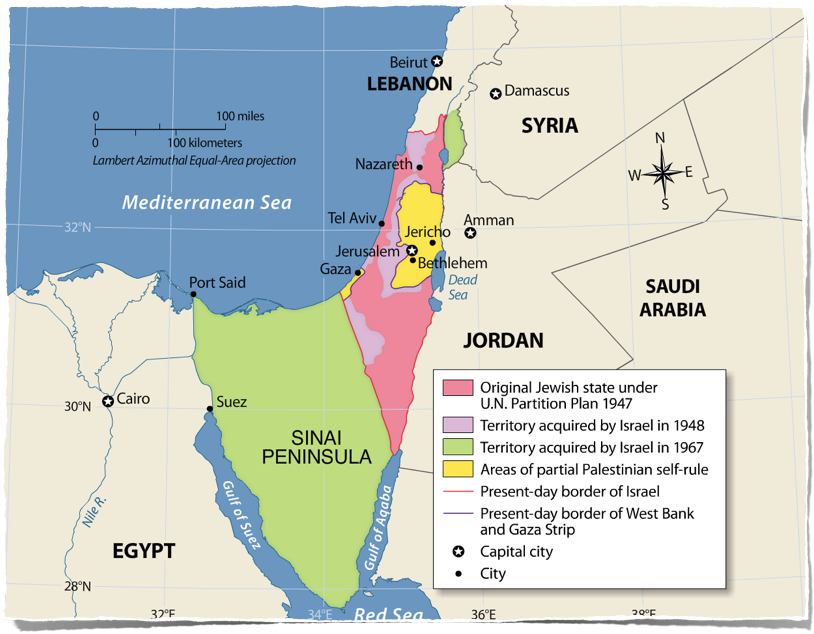 Beirut
LEBANON
Damascus
SYRIA
0
100 miles
0
100 kilometers
Lambert Azimuthal Equal-Area projection
N
W
E
S
Nazareth
Mediterranean Sea
32°N
Tel Aviv
Amman
Jericho
Jerusalem
Gaza
Bethlehem
Dead
Sea
Port Said
SAUDI
ARABIA
JORDAN
Cairo
30°N
Suez
SINAI
PENINSULA
Nile R.
Gulf of Suez
Gulf of Aqaba
EGYPT
28°N
32°E
34°E
Red Sea
36°E
38°E
Original Jewish state under
U.N. Partition Plan 1947
Territory acquired by Israel in 1948
Territory acquired by Israel in 1967
Areas of partial Palestinian self-rule
Present-day border of Israel
Present-day border of West Bank
and Gaza Strip
Capital city
City